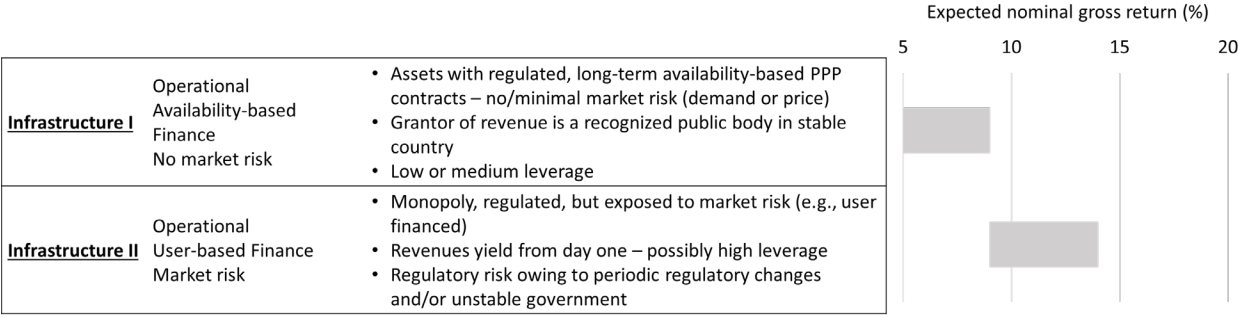 Expected nominal gross return (%)
5 10 15 20
Infrastructure I
Operational
Availability-based
Finance
No market risk
• Assets with regulated, long-term availability-based PPP
contracts – no/minimal market risk (demand or price)
• Grantor of revenue is a recognized public body in stable
country
• Low or medium leverage
Infrastructure II
Operational
User-based Finance
Market risk
• Monopoly, regulated, but exposed to market risk (e.g., user
financed)
• Revenues yield from day one – possibly high leverage
• Regulatory risk owing to periodic regulatory changes
and/or unstable government